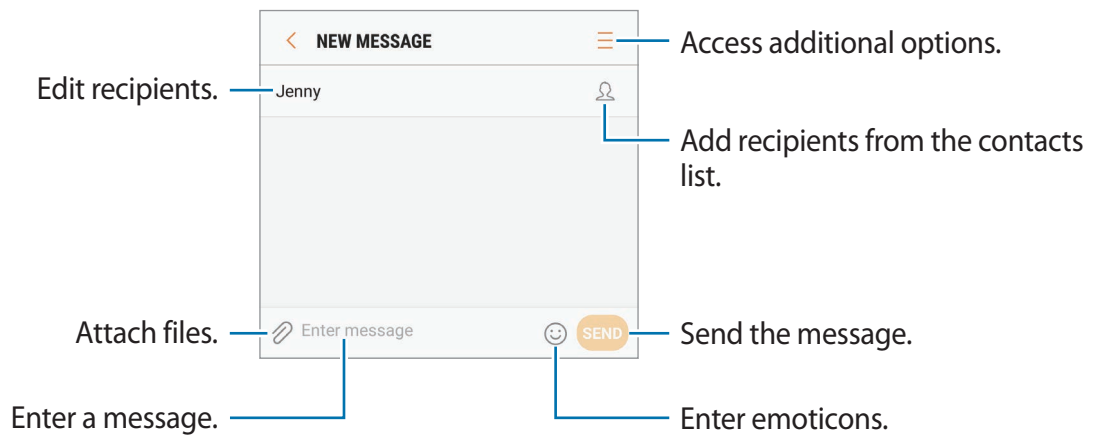 NEW MESSAGE
Access additional options.
Edit recipients.
Jenny
Add recipients from the contacts
list.
Attach files.
Enter message
SEND
Send the message.
Enter a message.
Enter emoticons.